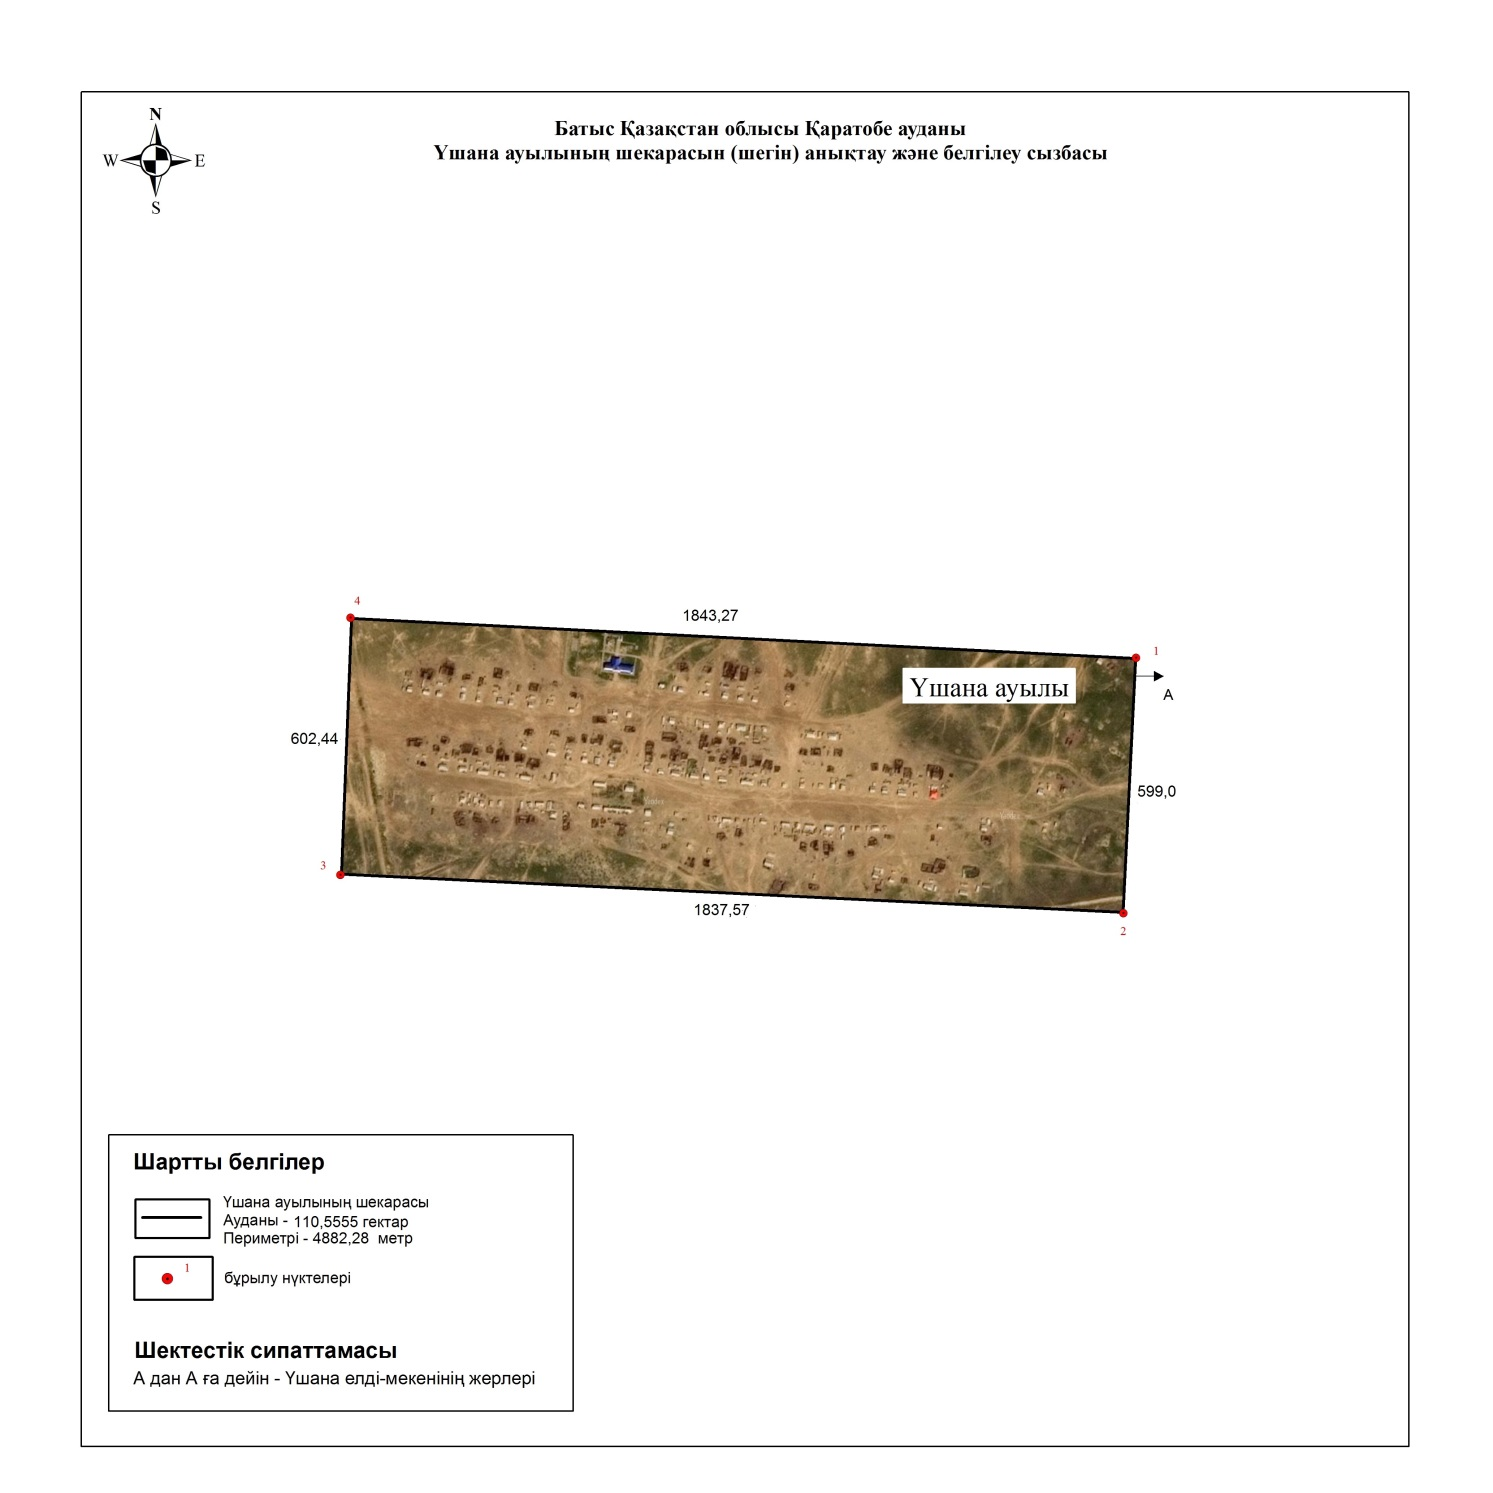 N
W E
S
Батыс Қазақстан облысы Қаратобе ауданы
Үшана ауылының шекарасын (шегін) анықтау және белгілеу сызбасы
4
1843,27
1
Үшана ауылы
А
602,44
599,0
3
1837,57
2
Шартты белгілер
Үшана ауылының шекарасы
Ауданы - 110,5555 гектар
Периметрі - 4882,28 метр
1
бұрылу нүктелері
Шектестік сипаттамасы
А дан А ға дейін - Үшана елді-мекенінің жерлері